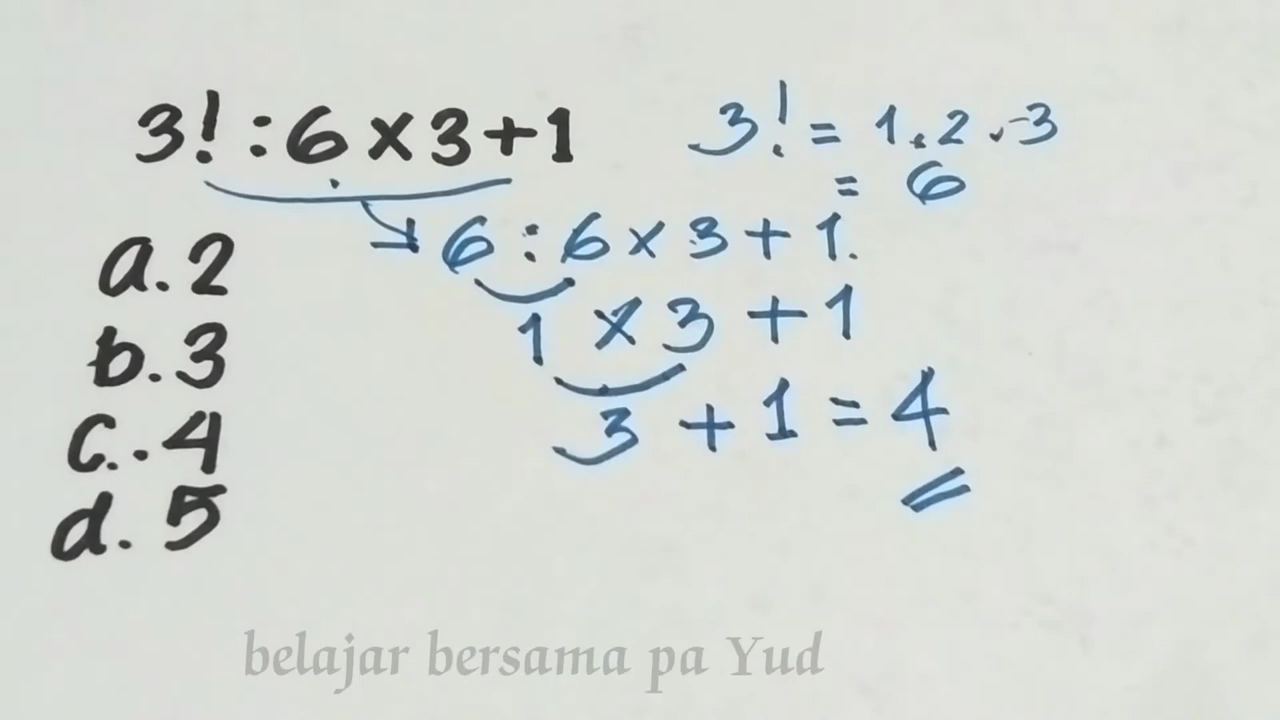 3! : 6 × 3 + 1
3! = 1 . 2 . 3
= 6
6 : 6 × 3 + 1.
a. 2
1 × 3 + 1
b. 3
3 + 1 = 4
c. 4
d. 5
belajar bersama pa Yud